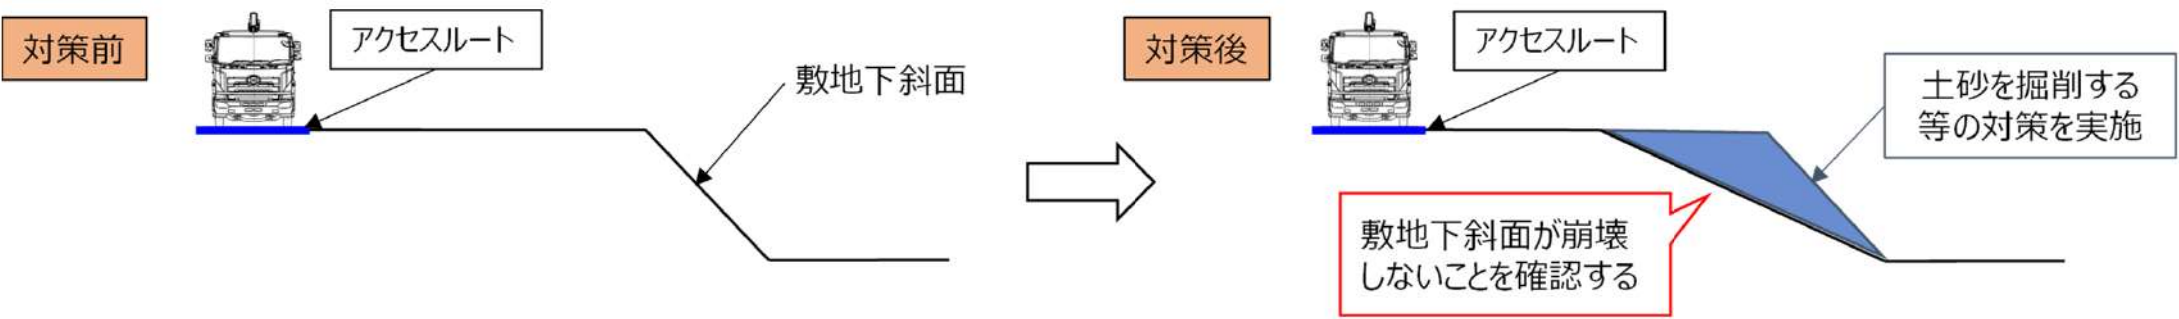 対策前
アクセスルート
敷地下斜面
対策後
アクセスルート
土砂を掘削する
等の対策を実施
敷地下斜面が崩壊
しないことを確認する